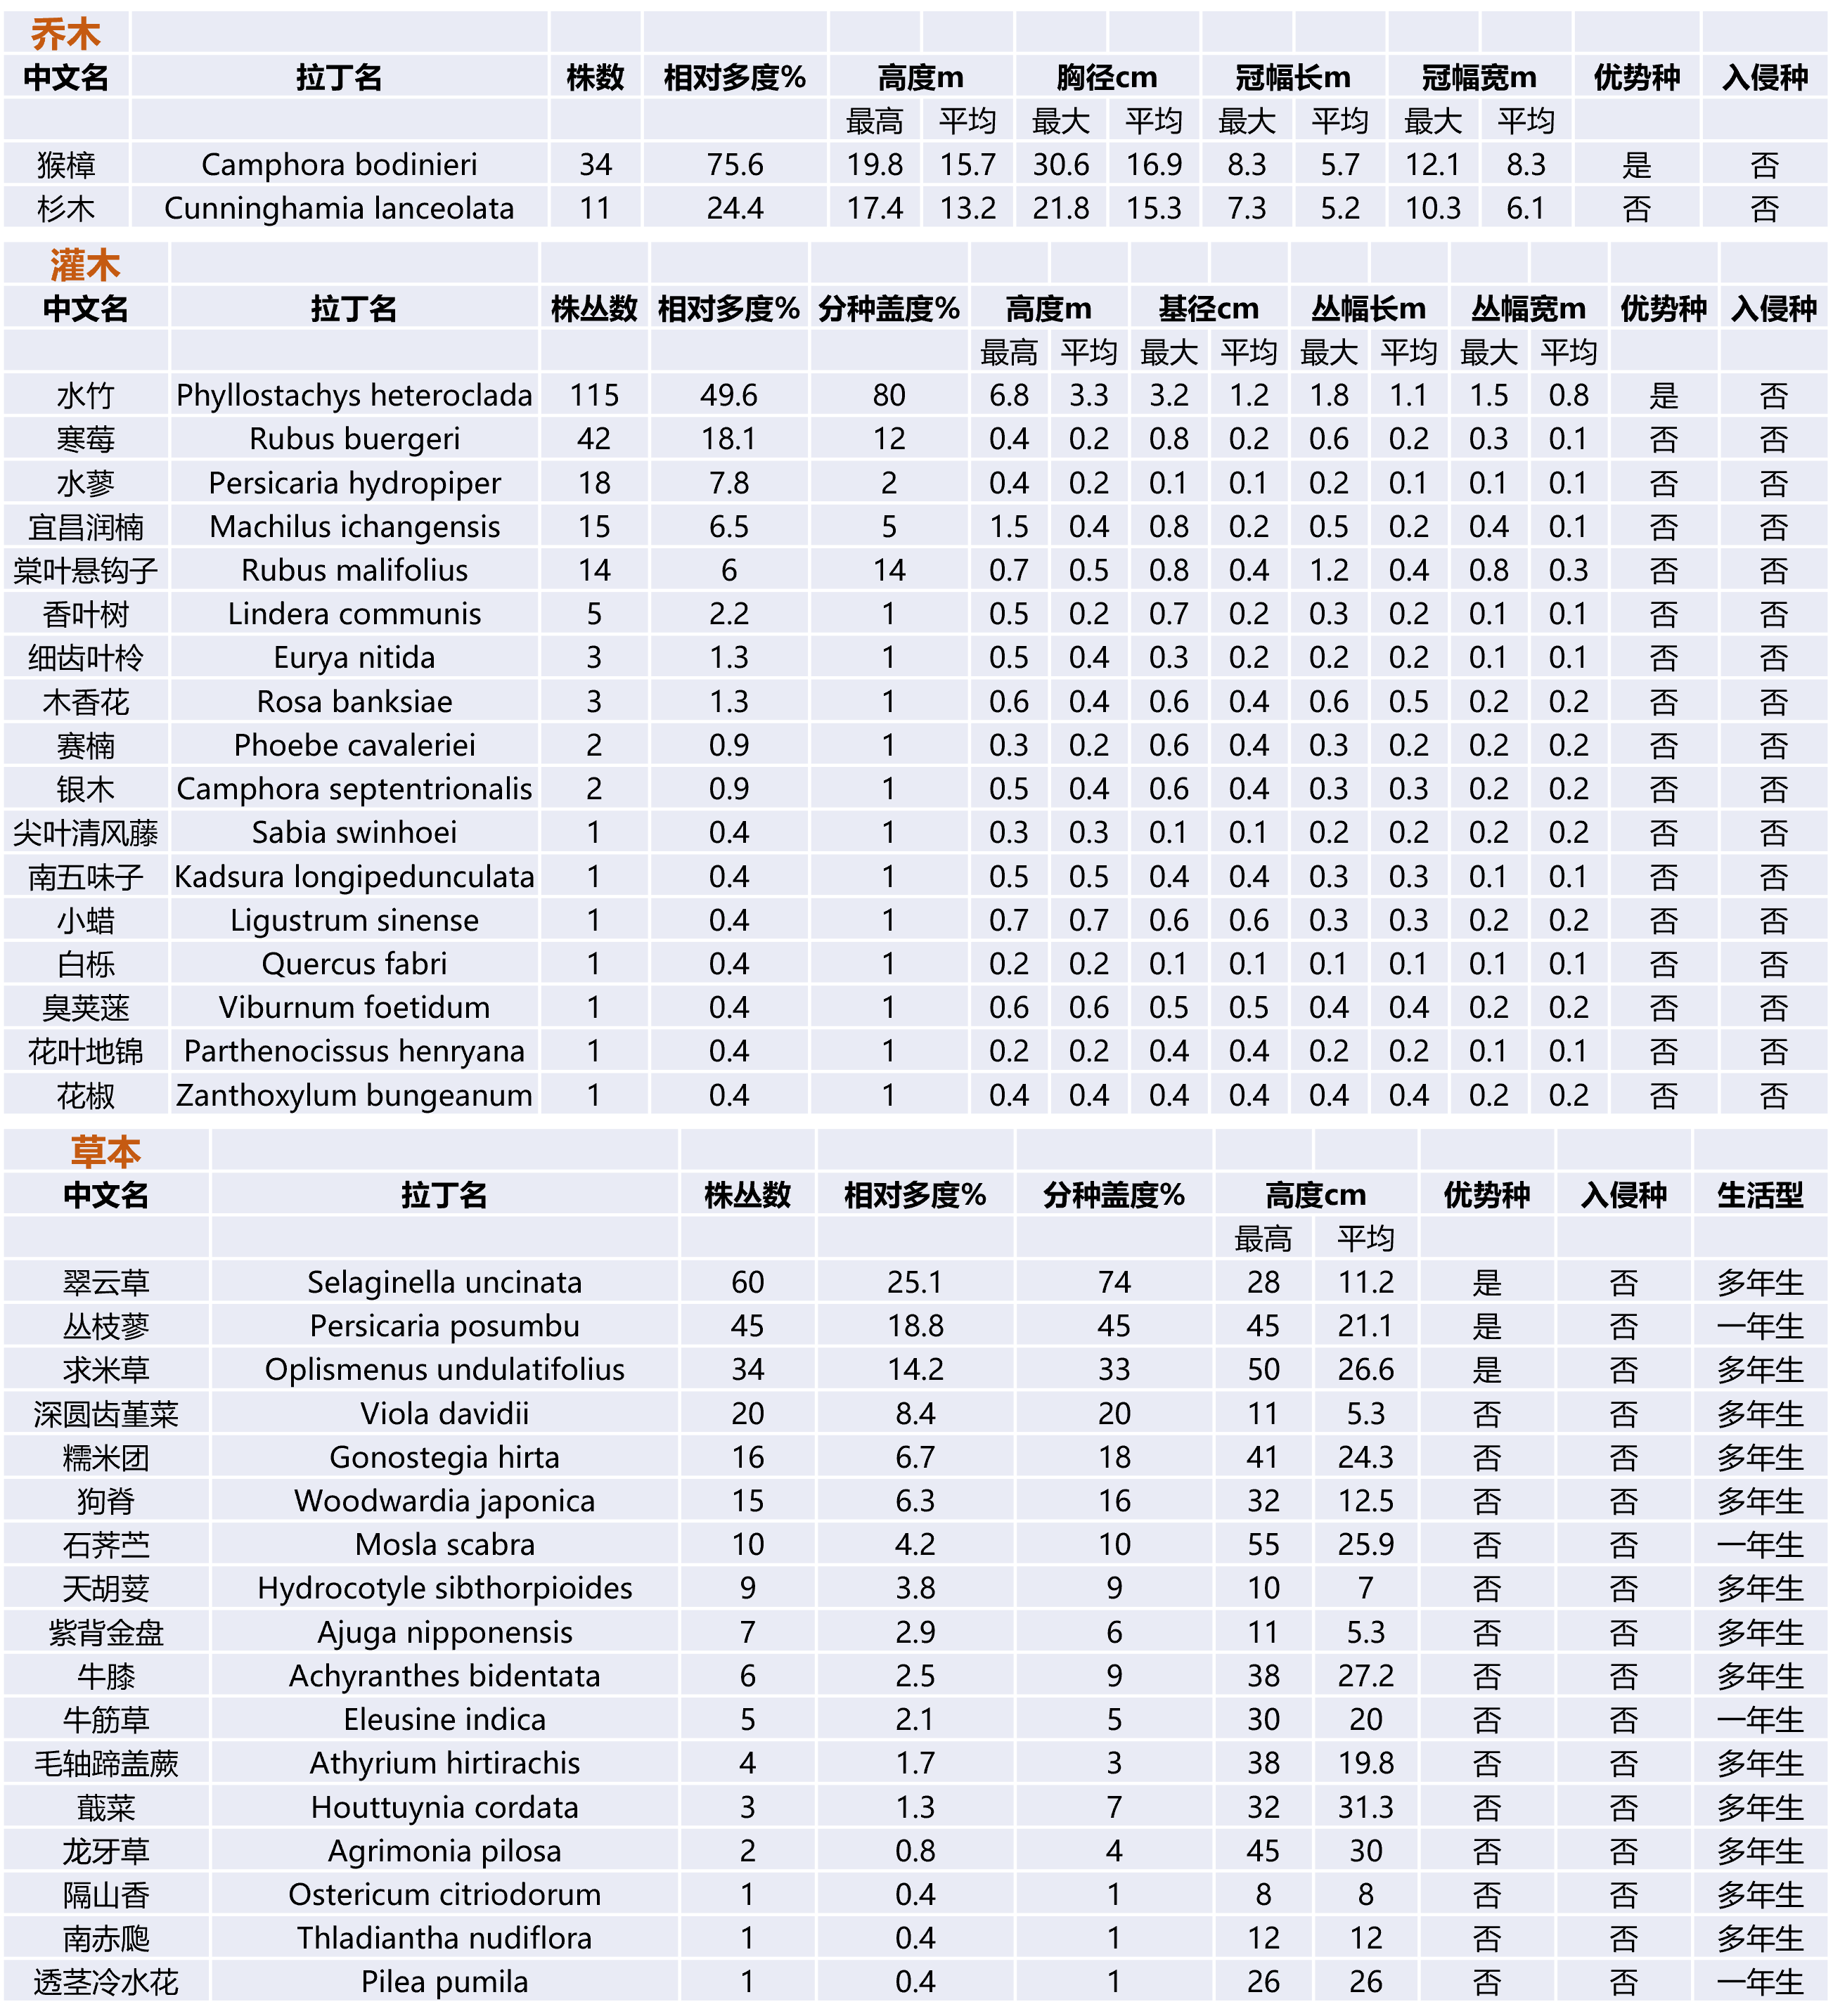 乔木
中文名 拉丁名 株数 相对多度% 高度m 胸径cm 冠幅长m 冠幅宽m 优势种 入侵种
最高 平均 最大 平均 最大 平均 最大 平均
猴樟 Camphora bodinieri 34 75.6 19.8 15.7 30.6 16.9 8.3 5.7 12.1 8.3 是 否
杉木 Cunninghamia lanceolata 11 24.4 17.4 13.2 21.8 15.3 7.3 5.2 10.3 6.1 否 否
灌木
中文名 拉丁名 株丛数 相对多度% 分种盖度% 高度m 基径cm 丛幅长m 丛幅宽m 优势种 入侵种
最高 平均 最大 平均 最大 平均 最大 平均
水竹 Phyllostachys heteroclada 115 49.6 80 6.8 3.3 3.2 1.2 1.8 1.1 1.5 0.8 是 否
寒莓 Rubus buergeri 42 18.1 12 0.4 0.2 0.8 0.2 0.6 0.2 0.3 0.1 否 否
水蓼 Persicaria hydropiper 18 7.8 2 0.4 0.2 0.1 0.1 0.2 0.1 0.1 0.1 否 否
宜昌润楠 Machilus ichangensis 15 6.5 5 1.5 0.4 0.8 0.2 0.5 0.2 0.4 0.1 否 否
棠叶悬钩子 Rubus malifolius 14 6 14 0.7 0.5 0.8 0.4 1.2 0.4 0.8 0.3 否 否
香叶树 Lindera communis 5 2.2 1 0.5 0.2 0.7 0.2 0.3 0.2 0.1 0.1 否 否
细齿叶柃 Eurya nitida 3 1.3 1 0.5 0.4 0.3 0.2 0.2 0.2 0.1 0.1 否 否
木香花 Rosa banksiae 3 1.3 1 0.6 0.4 0.6 0.4 0.6 0.5 0.2 0.2 否 否
赛楠 Phoebe cavaleriei 2 0.9 1 0.3 0.2 0.6 0.4 0.3 0.2 0.2 0.2 否 否
银木 Camphora septentrionalis 2 0.9 1 0.5 0.4 0.6 0.4 0.3 0.3 0.2 0.2 否 否
尖叶清风藤 Sabia swinhoei 1 0.4 1 0.3 0.3 0.1 0.1 0.2 0.2 0.2 0.2 否 否
南五味子 Kadsura longipedunculata 1 0.4 1 0.5 0.5 0.4 0.4 0.3 0.3 0.1 0.1 否 否
小蜡 Ligustrum sinense 1 0.4 1 0.7 0.7 0.6 0.6 0.3 0.3 0.2 0.2 否 否
白栎 Quercus fabri 1 0.4 1 0.2 0.2 0.1 0.1 0.1 0.1 0.1 0.1 否 否
臭荚蒾 Viburnum foetidum 1 0.4 1 0.6 0.6 0.5 0.5 0.4 0.4 0.2 0.2 否 否
花叶地锦 Parthenocissus henryana 1 0.4 1 0.2 0.2 0.4 0.4 0.2 0.2 0.1 0.1 否 否
花椒 Zanthoxylum bungeanum 1 0.4 1 0.4 0.4 0.4 0.4 0.4 0.4 0.2 0.2 否 否
草本
中文名 拉丁名 株丛数 相对多度% 分种盖度% 高度cm 优势种 入侵种 生活型
最高 平均
翠云草 Selaginella uncinata 60 25.1 74 28 11.2 是 否 多年生
丛枝蓼 Persicaria posumbu 45 18.8 45 45 21.1 是 否 一年生
求米草 Oplismenus undulatifolius 34 14.2 33 50 26.6 是 否 多年生
深圆齿堇菜 Viola davidii 20 8.4 20 11 5.3 否 否 多年生
糯米团 Gonostegia hirta 16 6.7 18 41 24.3 否 否 多年生
狗脊 Woodwardia japonica 15 6.3 16 32 12.5 否 否 多年生
石荠苎 Mosla scabra 10 4.2 10 55 25.9 否 否 一年生
天胡荽 Hydrocotyle sibthorpioides 9 3.8 9 10 7 否 否 多年生
紫背金盘 Ajuga nipponensis 7 2.9 6 11 5.3 否 否 多年生
牛膝 Achyranthes bidentata 6 2.5 9 38 27.2 否 否 多年生
牛筋草 Eleusine indica 5 2.1 5 30 20 否 否 一年生
毛轴蹄盖蕨 Athyrium hirtirachis 4 1.7 3 38 19.8 否 否 多年生
蕺菜 Houttuynia cordata 3 1.3 7 32 31.3 否 否 多年生
龙牙草 Agrimonia pilosa 2 0.8 4 45 30 否 否 多年生
隔山香 Ostericum citriodorum 1 0.4 1 8 8 否 否 多年生
南赤瓟 Thladiantha nudiflora 1 0.4 1 12 12 否 否 多年生
透茎冷水花 Pilea pumila 1 0.4 1 26 26 否 否 一年生